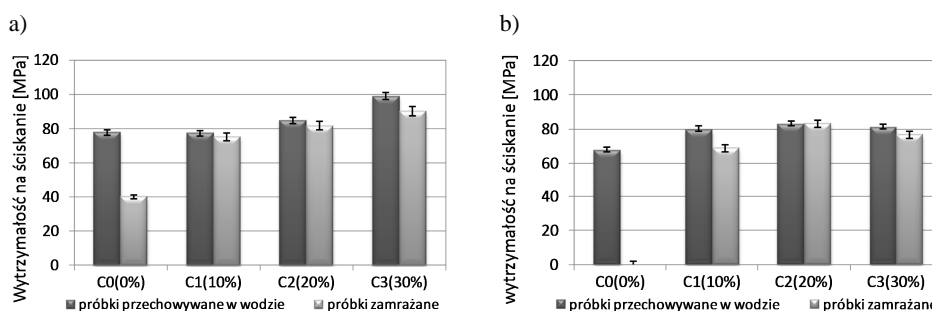 a)
b)
Wytrzymałość na ściskanie [MPa]
120
100
80
60
40
20
0
C0(0%) C1(10%) C2(20%) C3(30%)
próbki przechowywane w wodzie próbki zamrażane
wytrzymałość na ściskanie [MPa]
120
100
80
60
40
20
0
C0(0%) C1(10%) C2(20%) C3(30%)
próbki przechowywane w wodzie próbki zamrażane